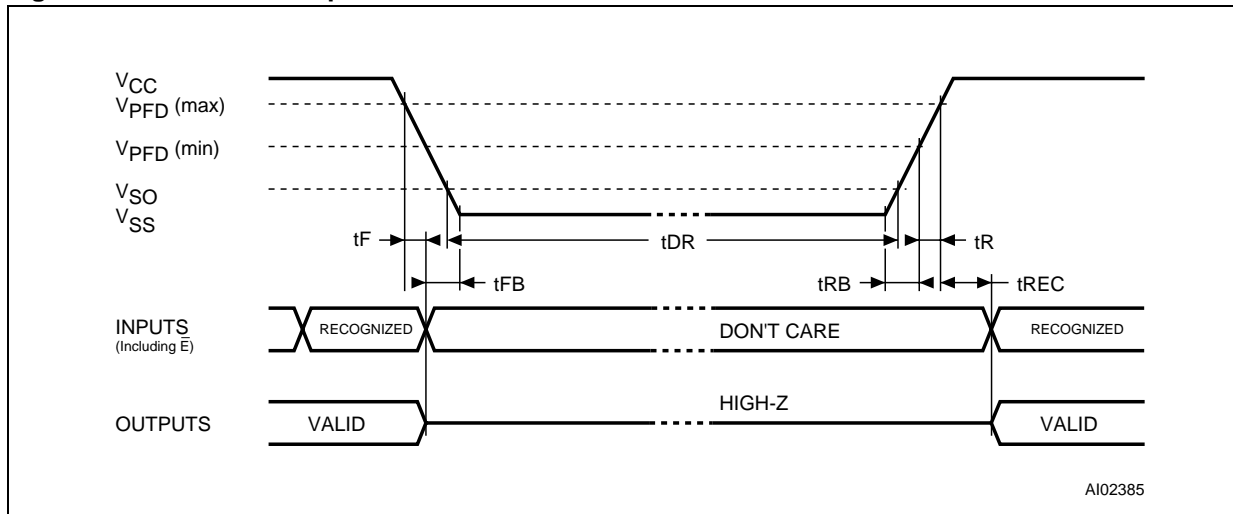 VCC
VPFD (max)
VPFD (min)
VSO
VSS
tF
tDR
tR
tFB
tRB
tREC
INPUTS
(Including E̅)
RECOGNIZED
DON'T CARE
RECOGNIZED
HIGH-Z
OUTPUTS
VALID
VALID
AI02385